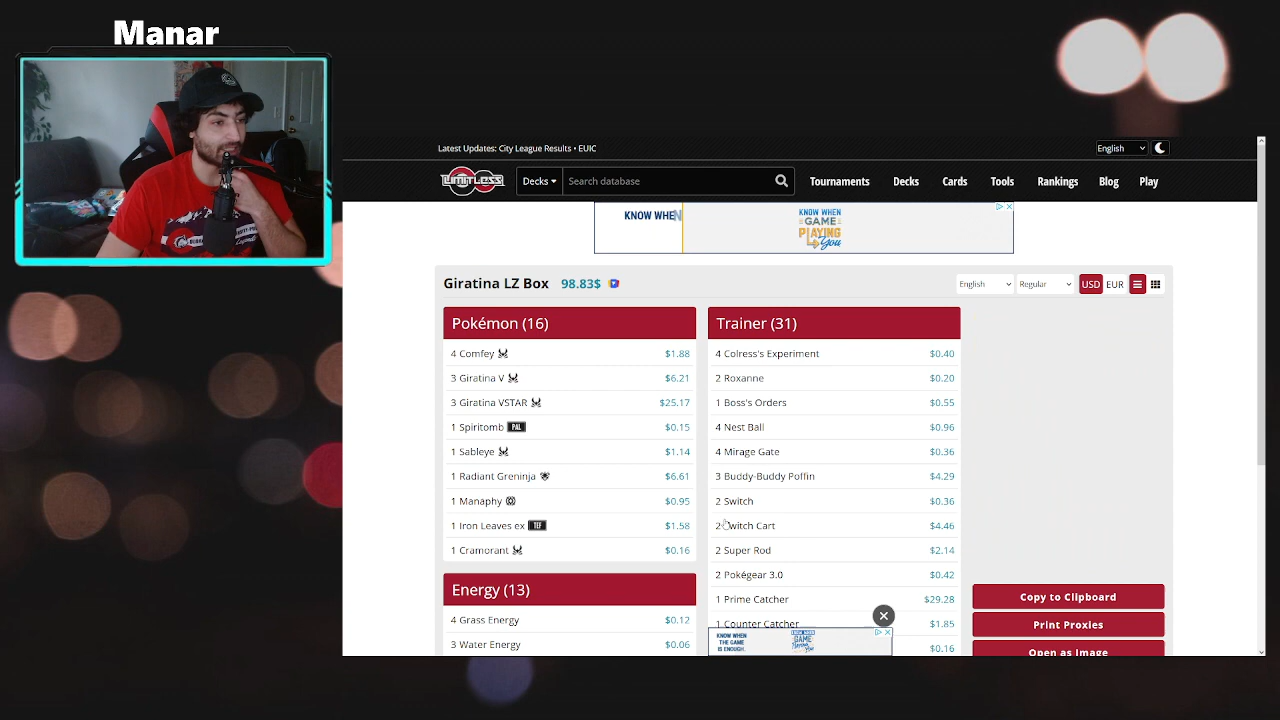 Manar
Latest Updates: City League Results • EUIC
English
LIMITLESS
Decks
Search database
Tournaments
Decks
Cards
Tools
Rankings
Blog
Play
KNOW WHEN
KNOW WHEN
GAME
PLAYING
You
Giratina LZ Box 98.83$
English
Regular
USD
EUR
Pokémon (16)
4 Comfey $1.88
3 Giratina V $6.21
3 Giratina VSTAR $25.17
1 Spiritomb PAL $0.15
1 Sableye $1.14
1 Radiant Greninja $6.61
1 Manaphy $0.95
1 Iron Leaves ex TEF $1.58
1 Cramorant $0.16
Energy (13)
4 Grass Energy $0.12
3 Water Energy $0.06
Trainer (31)
4 Colress's Experiment $0.40
2 Roxanne $0.20
1 Boss's Orders $0.55
4 Nest Ball $0.96
4 Mirage Gate $0.36
3 Buddy-Buddy Poffin $4.29
2 Switch $0.36
2 Switch Cart $4.46
2 Super Rod $2.14
2 Pokégear 3.0 $0.42
1 Prime Catcher $29.28
1 Counter Catcher $1.85
$0.16
KNOW WHEN
THE GAME
IS ENOUGH.
Copy to Clipboard
Print Proxies
Open as Image